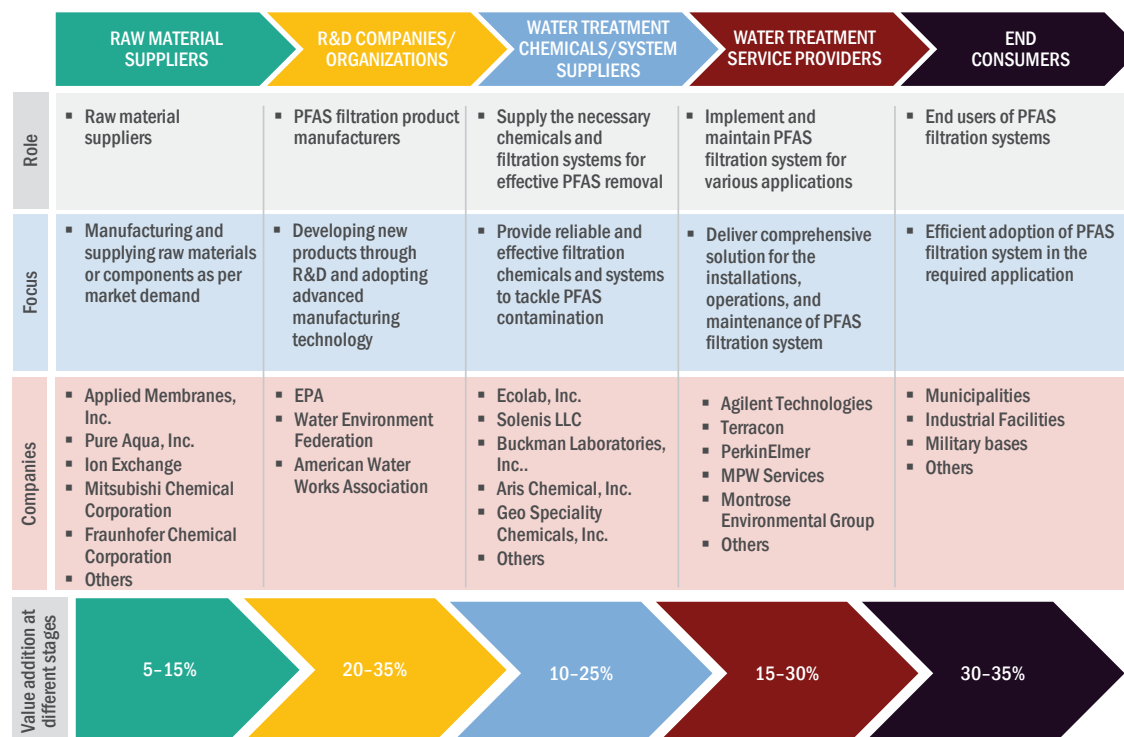 RAW MATERIAL
SUPPLIERS
R&D COMPANIES/
ORGANIZATIONS
WATER TREATMENT
CHEMICALS/SYSTEM
SUPPLIERS
WATER TREATMENT
SERVICE PROVIDERS
END
CONSUMERS
Role
▪ Raw material
suppliers
▪ PFAS filtration product
manufacturers
▪ Supply the necessary
chemicals and
filtration systems for
effective PFAS removal
▪ Implement and
maintain PFAS
filtration system for
various applications
▪ End users of PFAS
filtration systems
Focus
▪ Manufacturing and
supplying raw materials
or components as per
market demand
▪ Developing new
products through
R&D and adopting
advanced
manufacturing
technology
▪ Provide reliable and
effective filtration
chemicals and systems
to tackle PFAS
contamination
▪ Deliver comprehensive
solution for the
installations,
operations, and
maintenance of PFAS
filtration system
▪ Efficient adoption of PFAS
filtration system in the
required application
Companies
▪ Applied Membranes,
Inc.
▪ Pure Aqua, Inc.
▪ Ion Exchange
▪ Mitsubishi Chemical
Corporation
▪ Fraunhofer Chemical
Corporation
▪ Others
▪ EPA
▪ Water Environment
Federation
▪ American Water
Works Association
▪ Ecolab, Inc.
▪ Solenis LLC
▪ Buckman Laboratories,
Inc..
▪ Aris Chemical, Inc.
▪ Geo Speciality
Chemicals, Inc.
▪ Others
▪ Agilent Technologies
▪ Terracon
▪ PerkinElmer
▪ MPW Services
▪ Montrose
Environmental Group
▪ Others
▪ Municipalities
▪ Industrial Facilities
▪ Military bases
▪ Others
Value addition at
different stages
5–15%
20–35%
10–25%
15–30%
30–35%